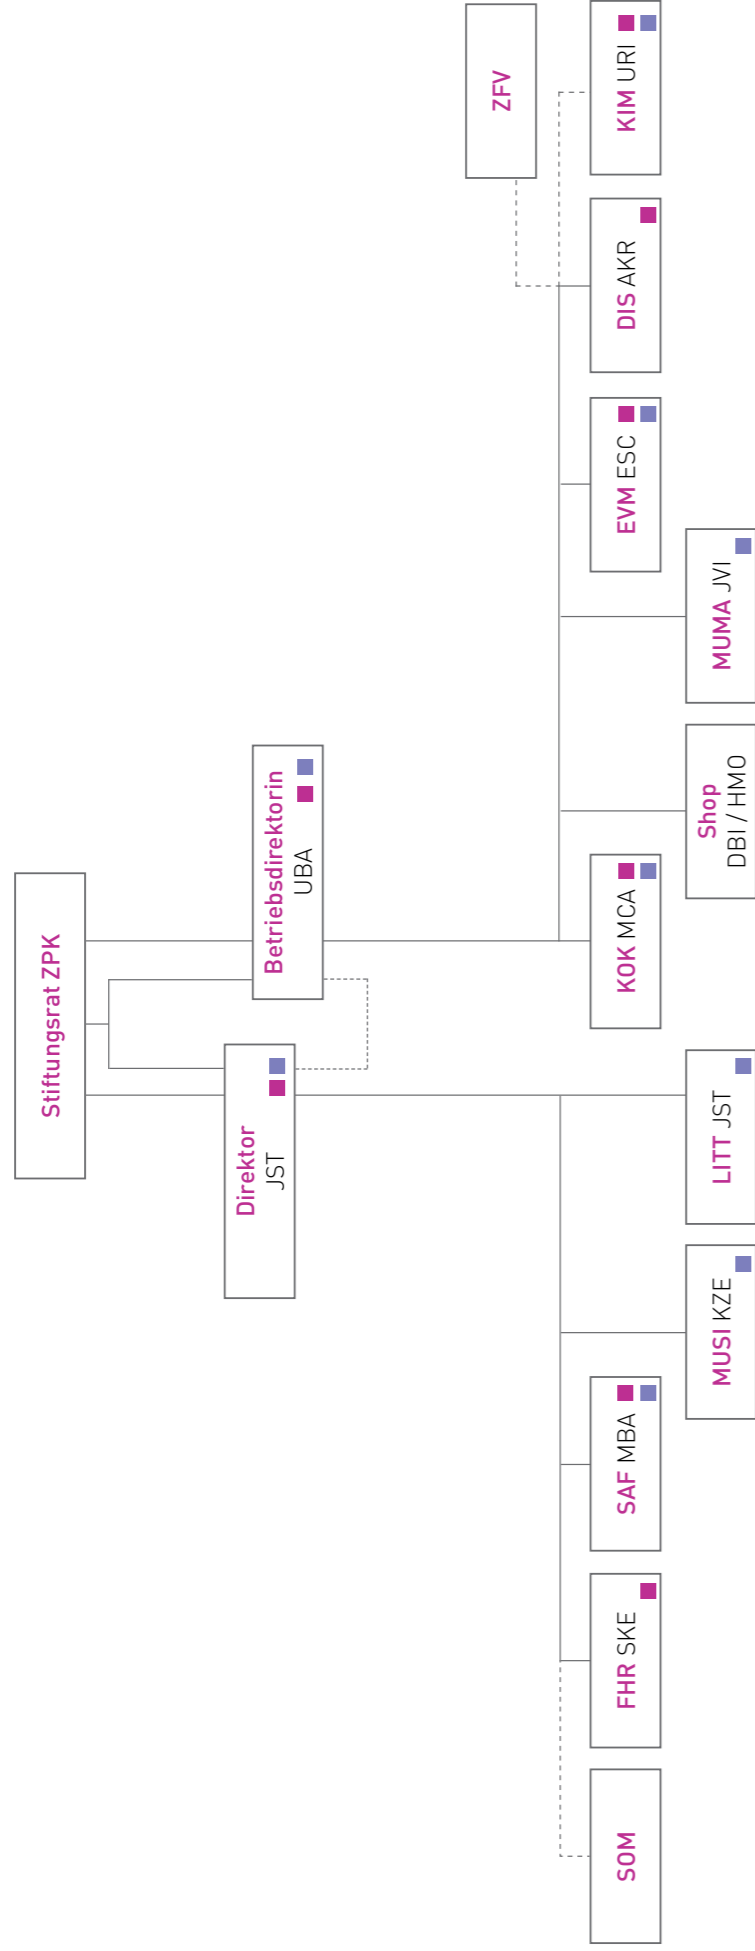 Stiftungsrat ZPK
Direktor
JST
Betriebsdirektorin
UBA
ZFV
SOM
FHR SKE
SAF MBA
KOK MCA
EVM ESC
DIS AKR
KIM URI
MUSI KZE
LITT JST
Shop
DBI / HMO
MUMA JVI